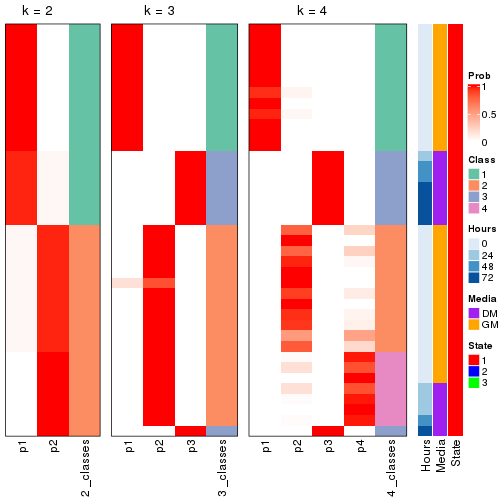 k = 2
k = 3
k = 4
p1
p2
2_classes
p1
p2
p3
3_classes
p1
p2
p3
p4
4_classes
Hours
Media
State
Prob
1
0.5
0
Class
1
2
3
4
Hours
0
24
48
72
Media
DM
GM
State
1
2
3